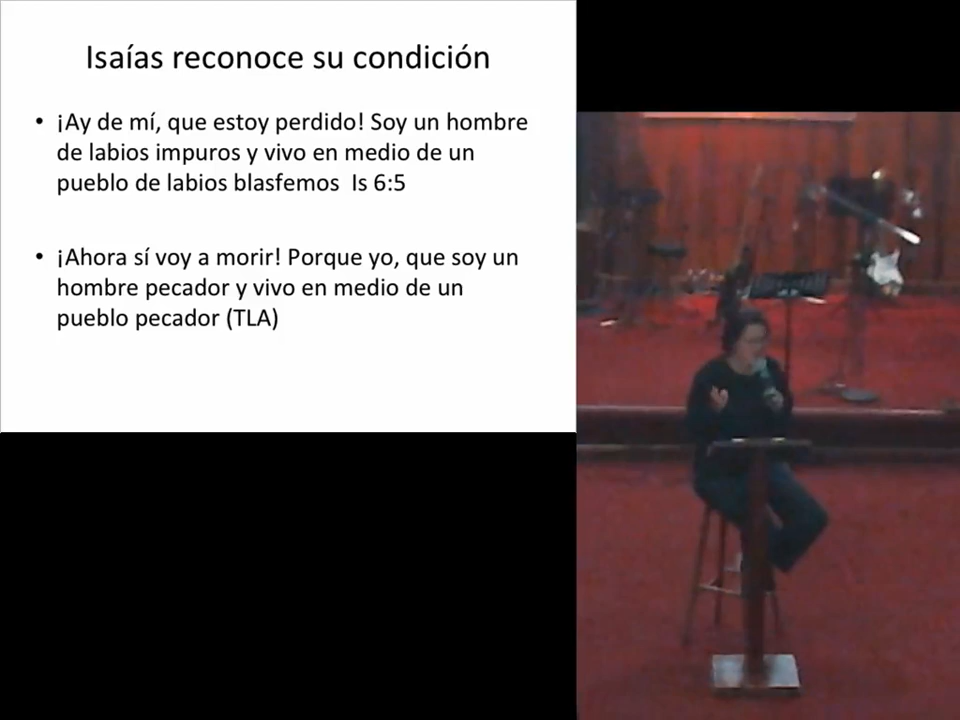 Isaías reconoce su condición
• ¡Ay de mí, que estoy perdido! Soy un hombre
de labios impuros y vivo en medio de un
pueblo de labios blasfemos  Is 6:5
• ¡Ahora sí voy a morir! Porque yo, que soy un
hombre pecador y vivo en medio de un
pueblo pecador (TLA)